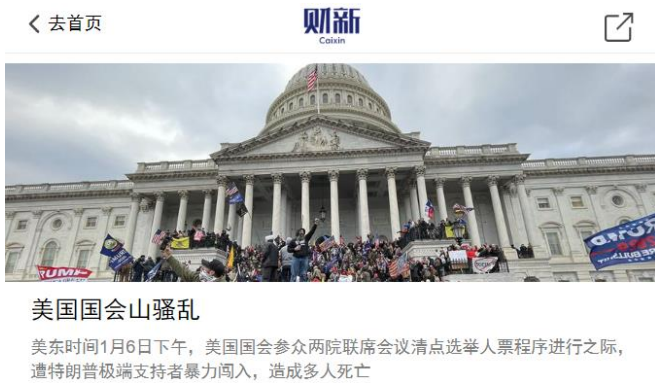 去首页
财新
Caixin
TRUMP
美国国会山骚乱
美东时间1月6日下午，美国国会参众两院联席会议清点选举人票程序进行之际，
遭特朗普极端支持者暴力闯入，造成多人死亡